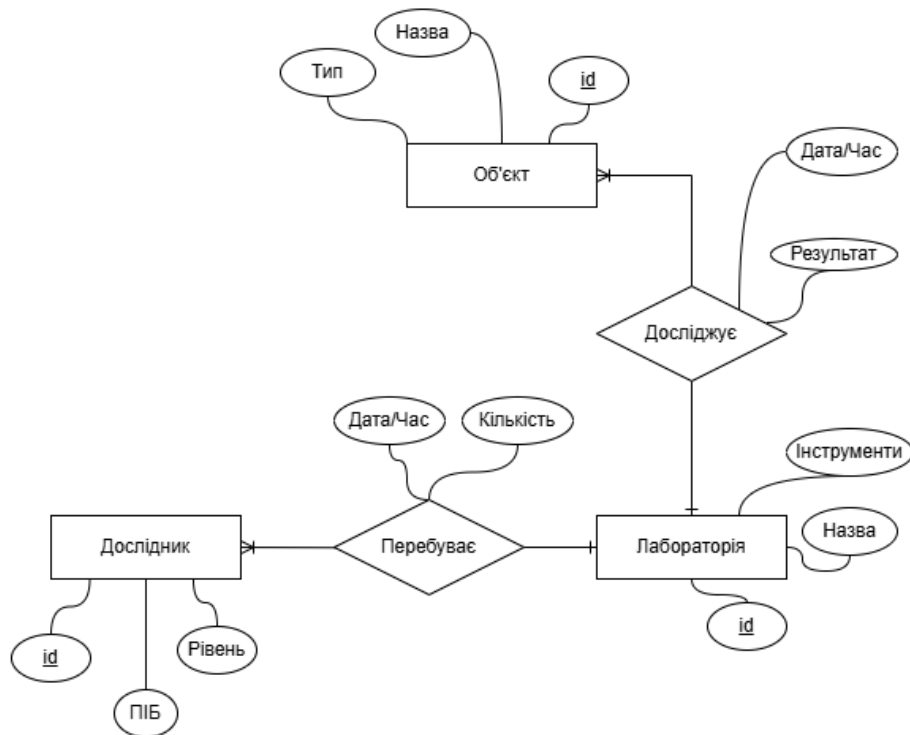 Назва
Тип
id
Об'єкт
Дата/Час
Результат
Досліджує
Дата/Час
Кількість
Інструменти
Дослідник
Перебуває
Лабораторія
Назва
id
ПІБ
Рівень
id